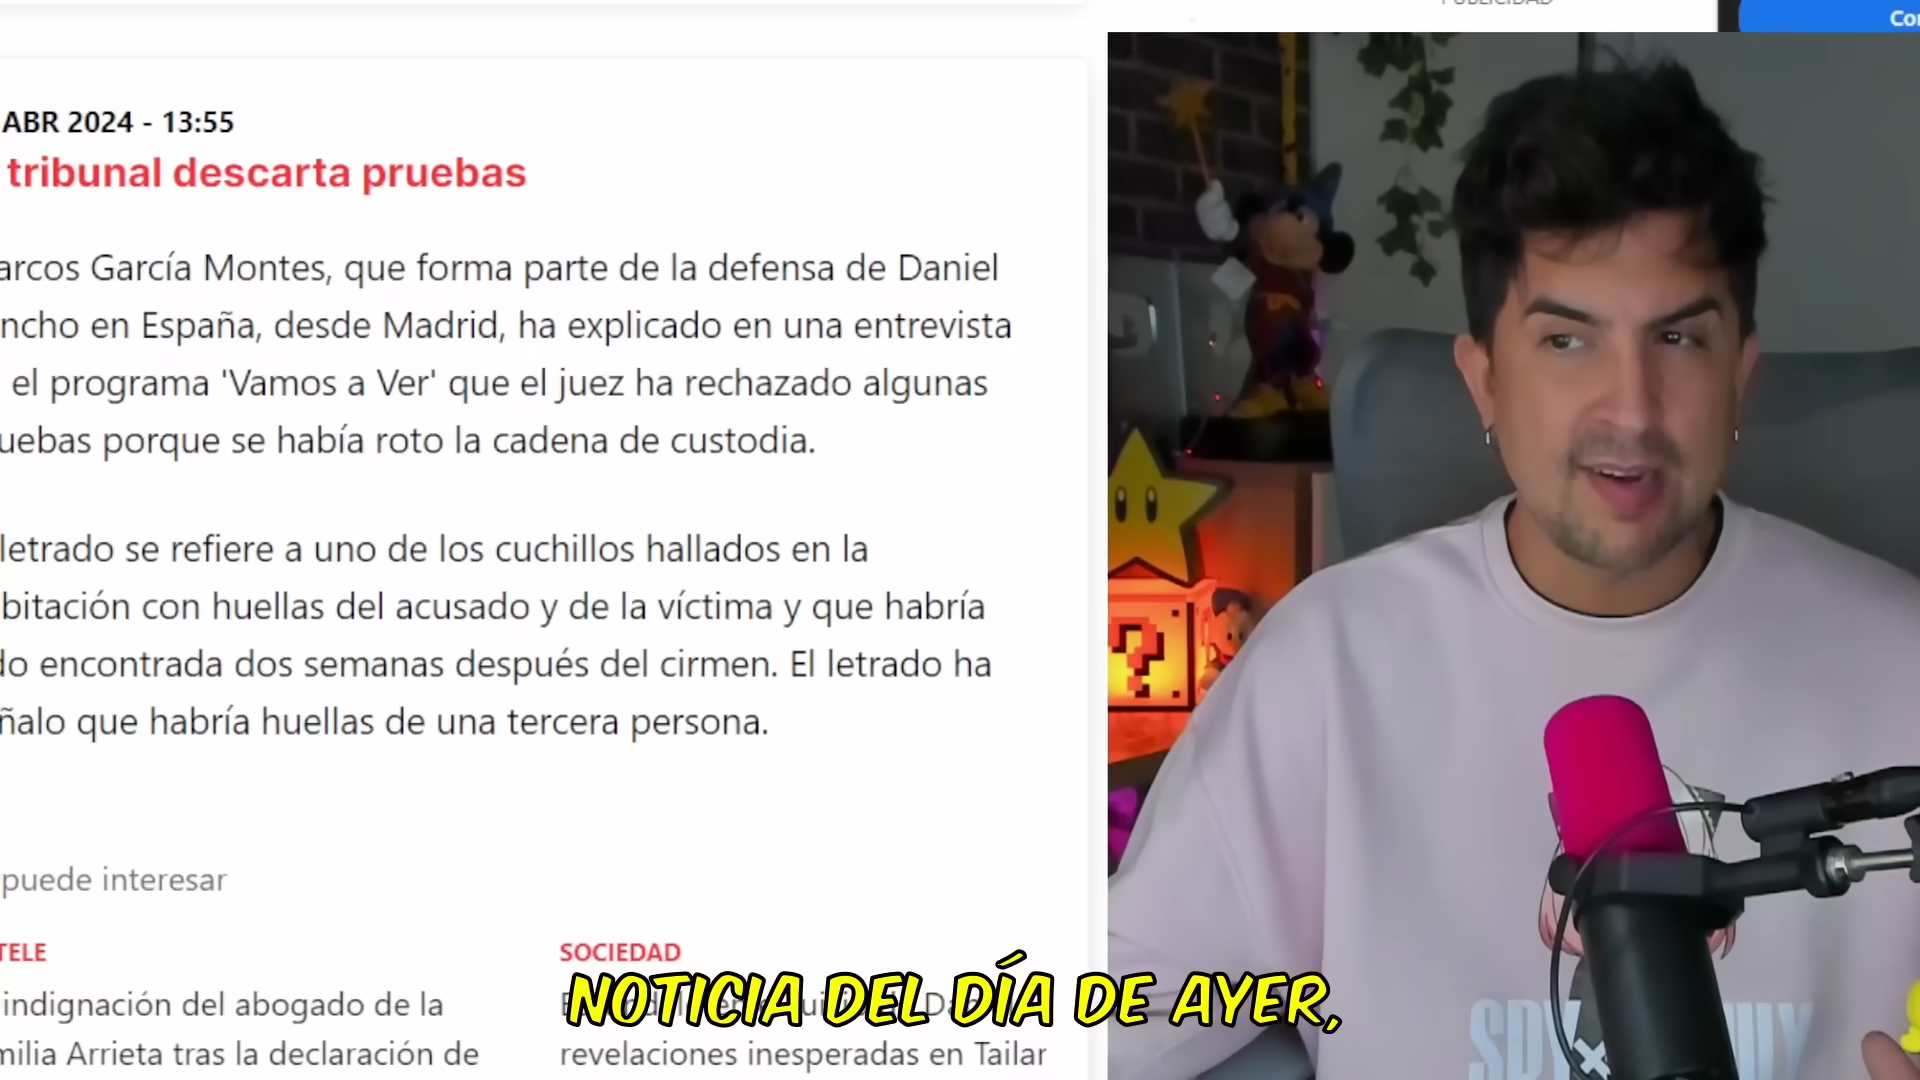 PUBLICIDAD
ABR 2024 - 13:55
tribunal descarta pruebas
arcos García Montes, que forma parte de la defensa de Daniel
ncho en España, desde Madrid, ha explicado en una entrevista
el programa 'Vamos a Ver' que el juez ha rechazado algunas
uebas porque se había roto la cadena de custodia.
letrado se refiere a uno de los cuchillos hallados en la
bitación con huellas del acusado y de la víctima y que habría
do encontrada dos semanas después del cirmen. El letrado ha
ñalo que habría huellas de una tercera persona.
puede interesar
TELE
indignación del abogado de la
milia Arrieta tras la declaración de
SOCIEDAD
revelaciones inesperadas en Tailar
NOTICIA DEL DÍA DE AYER,
SPY